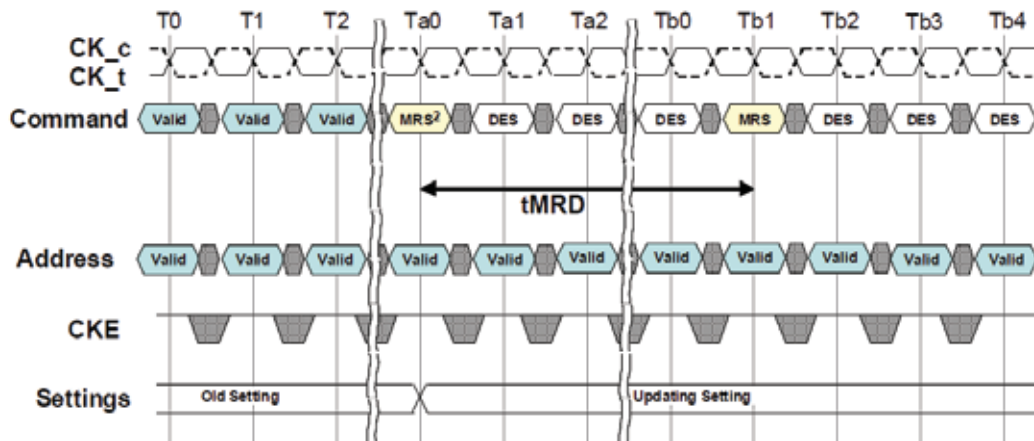 T0 T1 T2 Ta0 Ta1 Ta2 Tb0 Tb1 Tb2 Tb3 Tb4
CK_c
CK_t
Command Valid Valid Valid MRS² DES DES DES MRS DES DES DES
tMRD
Address Valid Valid Valid Valid Valid Valid Valid Valid Valid Valid Valid
CKE
Settings Old Setting Updating Setting